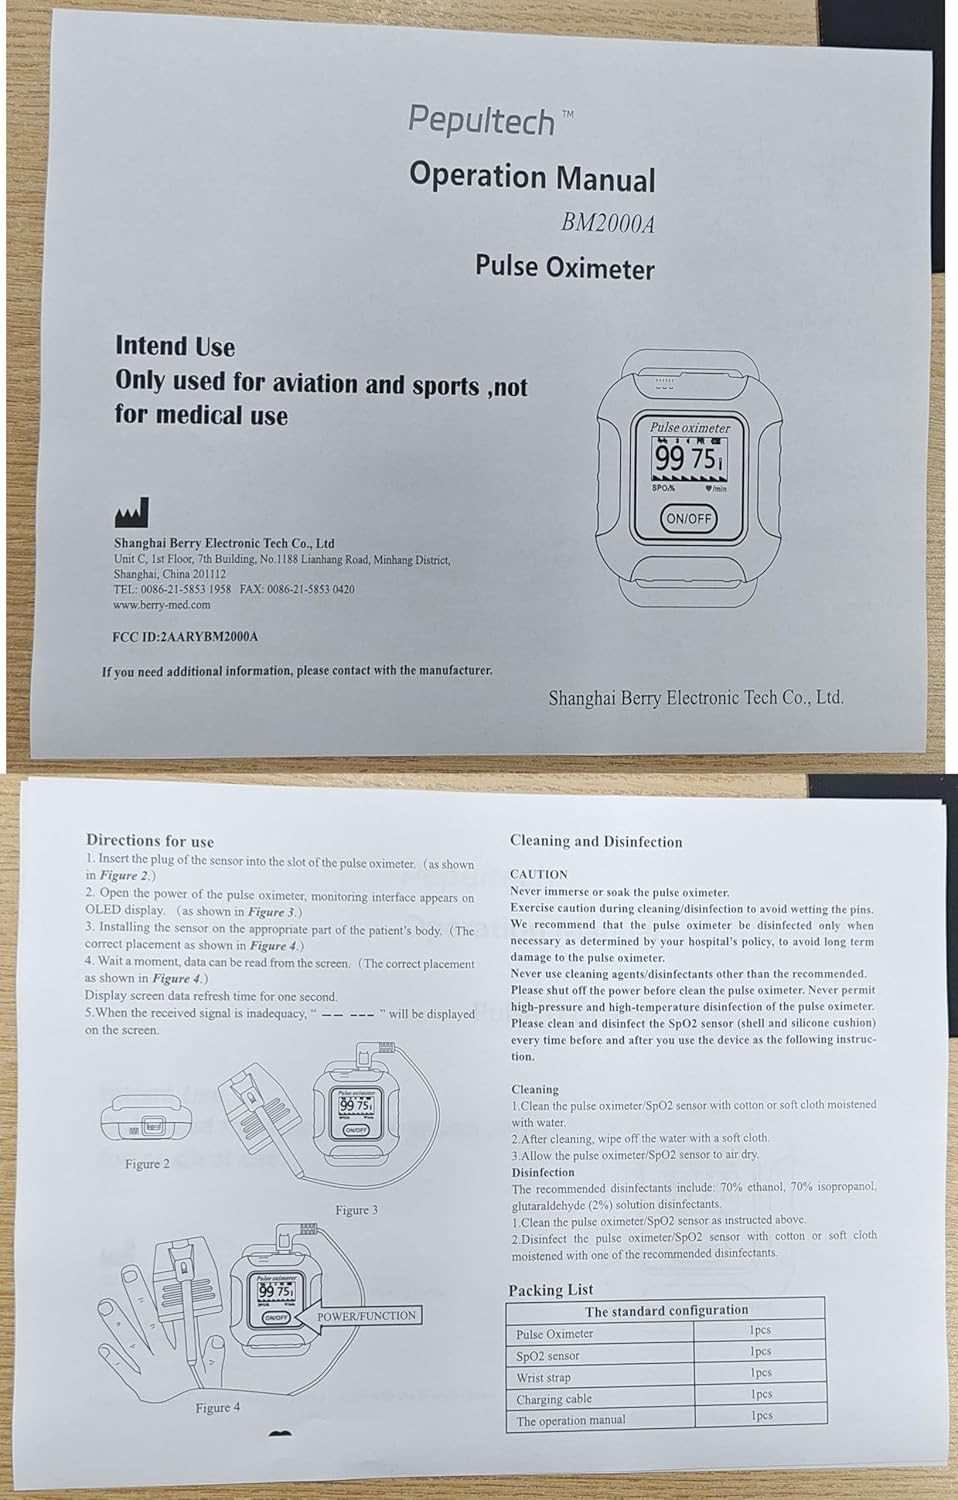 Pepultech™
Operation Manual
BM2000A
Pulse Oximeter
Intend Use
Only used for aviation and sports ,not
for medical use
Pulse oximeter
99 75
SPO₂% ♥/min
ON/OFF
Shanghai Berry Electronic Tech Co., Ltd
Unit C, 1st Floor, 7th Building, No.1188 Lianhang Road, Minhang District,
Shanghai, China 201112
TEL: 0086-21-5853 1958 FAX: 0086-21-5853 0420
www.berry-med.com
FCC ID:2AARYBM2000A
If you need additional information, please contact with the manufacturer.
Shanghai Berry Electronic Tech Co., Ltd.
Directions for use
1. Insert the plug of the sensor into the slot of the pulse oximeter. (as shown
in Figure 2.)
2. Open the power of the pulse oximeter, monitoring interface appears on
OLED display. (as shown in Figure 3.)
3. Installing the sensor on the appropriate part of the patient's body. (The
correct placement as shown in Figure 4.)
4. Wait a moment, data can be read from the screen. (The correct placement
as shown in Figure 4.)
Display screen data refresh time for one second.
5.When the received signal is inadequacy, “ –– ––– ” will be displayed
on the screen.
Figure 2
Pulse oximeter
99 75
ON/OFF
Figure 3
Pulse oximeter
99 75
ON/OFF
POWER/FUNCTION
Figure 4
Cleaning and Disinfection
CAUTION
Never immerse or soak the pulse oximeter.
Exercise caution during cleaning/disinfection to avoid wetting the pins.
We recommend that the pulse oximeter be disinfected only when
necessary as determined by your hospital's policy, to avoid long term
damage to the pulse oximeter.
Never use cleaning agents/disinfectants other than the recommended.
Please shut off the power before clean the pulse oximeter. Never permit
high-pressure and high-temperature disinfection of the pulse oximeter.
Please clean and disinfect the SpO2 sensor (shell and silicone cushion)
every time before and after you use the device as the following instruc-
tion.
Cleaning
1.Clean the pulse oximeter/SpO2 sensor with cotton or soft cloth moistened
with water.
2.After cleaning, wipe off the water with a soft cloth.
3.Allow the pulse oximeter/SpO2 sensor to air dry.
Disinfection
The recommended disinfectants include: 70% ethanol, 70% isopropanol,
glutaraldehyde (2%) solution disinfectants.
1.Clean the pulse oximeter/SpO2 sensor as instructed above.
2.Disinfect the pulse oximeter/SpO2 sensor with cotton or soft cloth
moistened with one of the recommended disinfectants.
Packing List
The standard configuration
Pulse Oximeter 1pcs
SpO2 sensor 1pcs
Wrist strap 1pcs
Charging cable 1pcs
The operation manual 1pcs